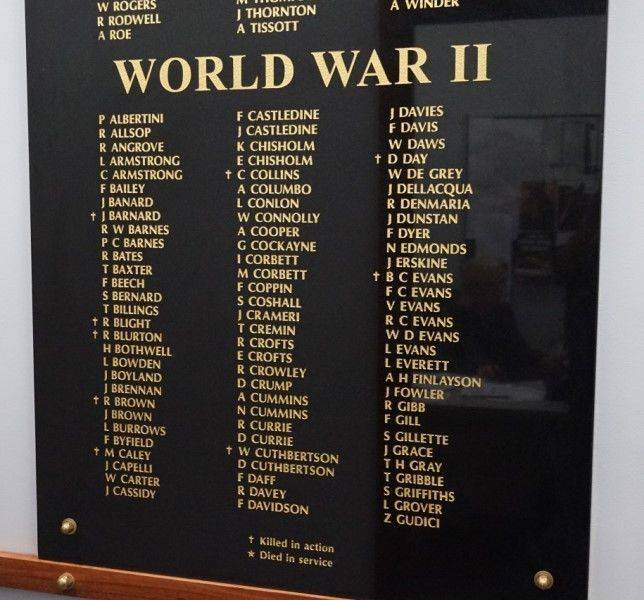 W ROGERS
R RODWELL
A ROE
J THORNTON
A TISSOTT
A WINDER
WORLD WAR II
P ALBERTINI
R ALLSOP
R ANGROVE
L ARMSTRONG
C ARMSTRONG
F BAILEY
J BANARD
† J BARNARD
R W BARNES
P C BARNES
R BATES
T BAXTER
F BEECH
S BERNARD
T BILLINGS
† R BLIGHT
† R BLURTON
H BOTHWELL
L BOWDEN
J BOYLAND
J BRENNAN
† R BROWN
J BROWN
L BURROWS
F BYFIELD
† M CALEY
J CAPELLI
W CARTER
J CASSIDY
F CASTLEDINE
J CASTLEDINE
K CHISHOLM
E CHISHOLM
† C COLLINS
A COLUMBO
L CONLON
W CONNOLLY
A COOPER
G COCKAYNE
I CORBETT
M CORBETT
F COPPIN
S COSHALL
J CRAMERI
T CREMIN
R CROFTS
E CROFTS
R CROWLEY
D CRUMP
A CUMMINS
N CUMMINS
R CURRIE
D CURRIE
† W CUTHBERTSON
D CUTHBERTSON
F DAFF
R DAVEY
F DAVIDSON
J DAVIES
F DAVIS
W DAWS
† D DAY
W DE GREY
J DELLACQUA
R DENMARIA
J DUNSTAN
F DYER
N EDMONDS
J ERSKINE
† B C EVANS
F C EVANS
V EVANS
R C EVANS
W D EVANS
L EVANS
L EVERETT
A H FINLAYSON
J FOWLER
R GIBB
F GILL
S GILLETTE
J GRACE
T H GRAY
T GRIBBLE
S GRIFFITHS
L GROVER
Z GUDICI
† Killed in action
★ Died in service